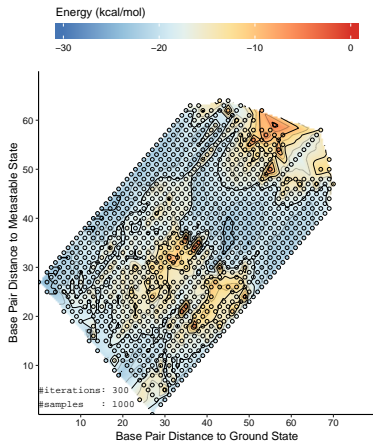 Energy (kcal/mol)
−30 −20 −10 0
Base Pair Distance to Metastable State
60
50
40
30
20
10
#iterations: 300
#samples : 1000
10 20 30 40 50 60 70
Base Pair Distance to Ground State